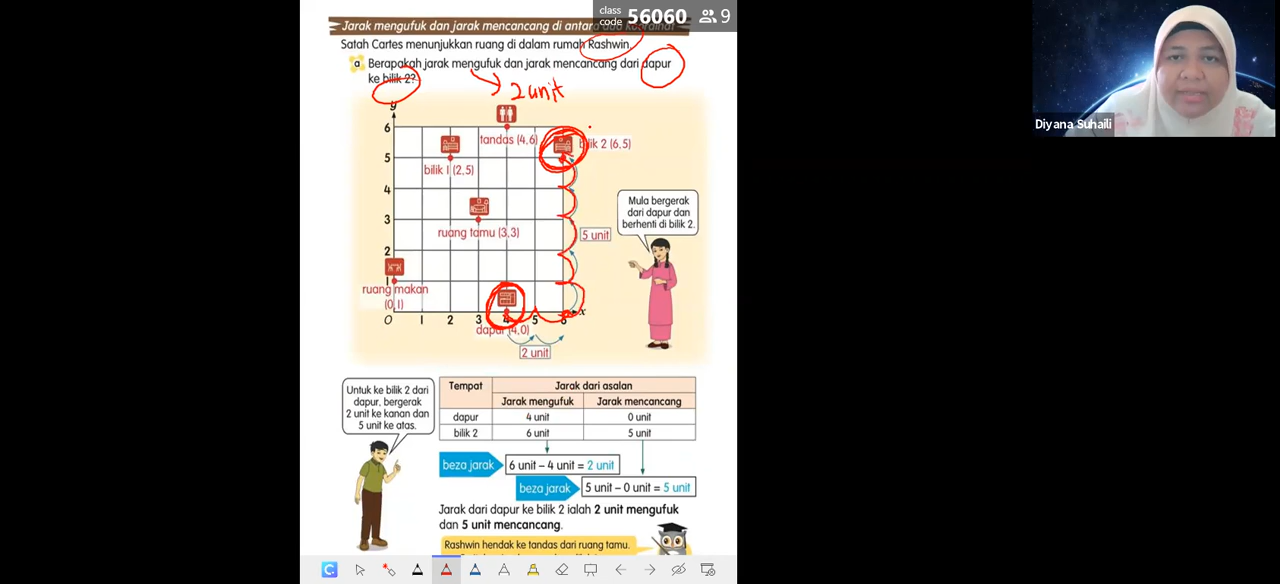 class code 56060 9
Jarak mengufuk dan jarak mencancang di antara dua koordinat
Satah Cartes menunjukkan ruang di dalam rumah Rashwin.
a Berapakah jarak mengufuk dan jarak mencancang dari dapur
ke bilik 2?
2 unit
y
6
tandas (4,6)
bilik 2 (6,5)
5
bilik 1 (2,5)
4
Mula bergerak
dari dapur dan
berhenti di bilik 2.
3
ruang tamu (3,3)
5 unit
2
1
ruang makan
(0,1)
O 1 2 3 4 5 6 x
dapur (4,0)
2 unit
Untuk ke bilik 2 dari
dapur, bergerak
2 unit ke kanan dan
5 unit ke atas.
Tempat Jarak dari asalan
Jarak mengufuk Jarak mencancang
dapur 4 unit 0 unit
bilik 2 6 unit 5 unit
beza jarak 6 unit – 4 unit = 2 unit
beza jarak 5 unit – 0 unit = 5 unit
Jarak dari dapur ke bilik 2 ialah 2 unit mengufuk
dan 5 unit mencancang.
Rashwin hendak ke tandas dari ruang tamu.
Diyana Suhaili